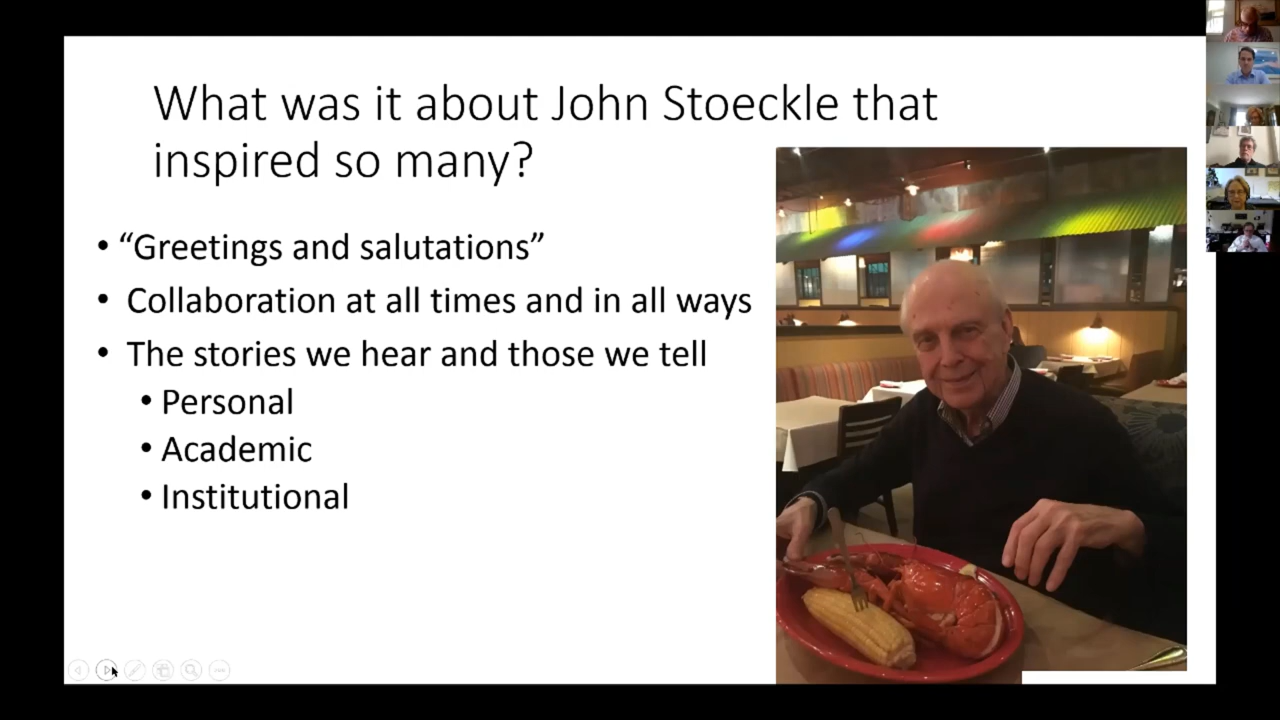 What was it about John Stoeckle that
inspired so many?
• “Greetings and salutations”
• Collaboration at all times and in all ways
• The stories we hear and those we tell
• Personal
• Academic
• Institutional